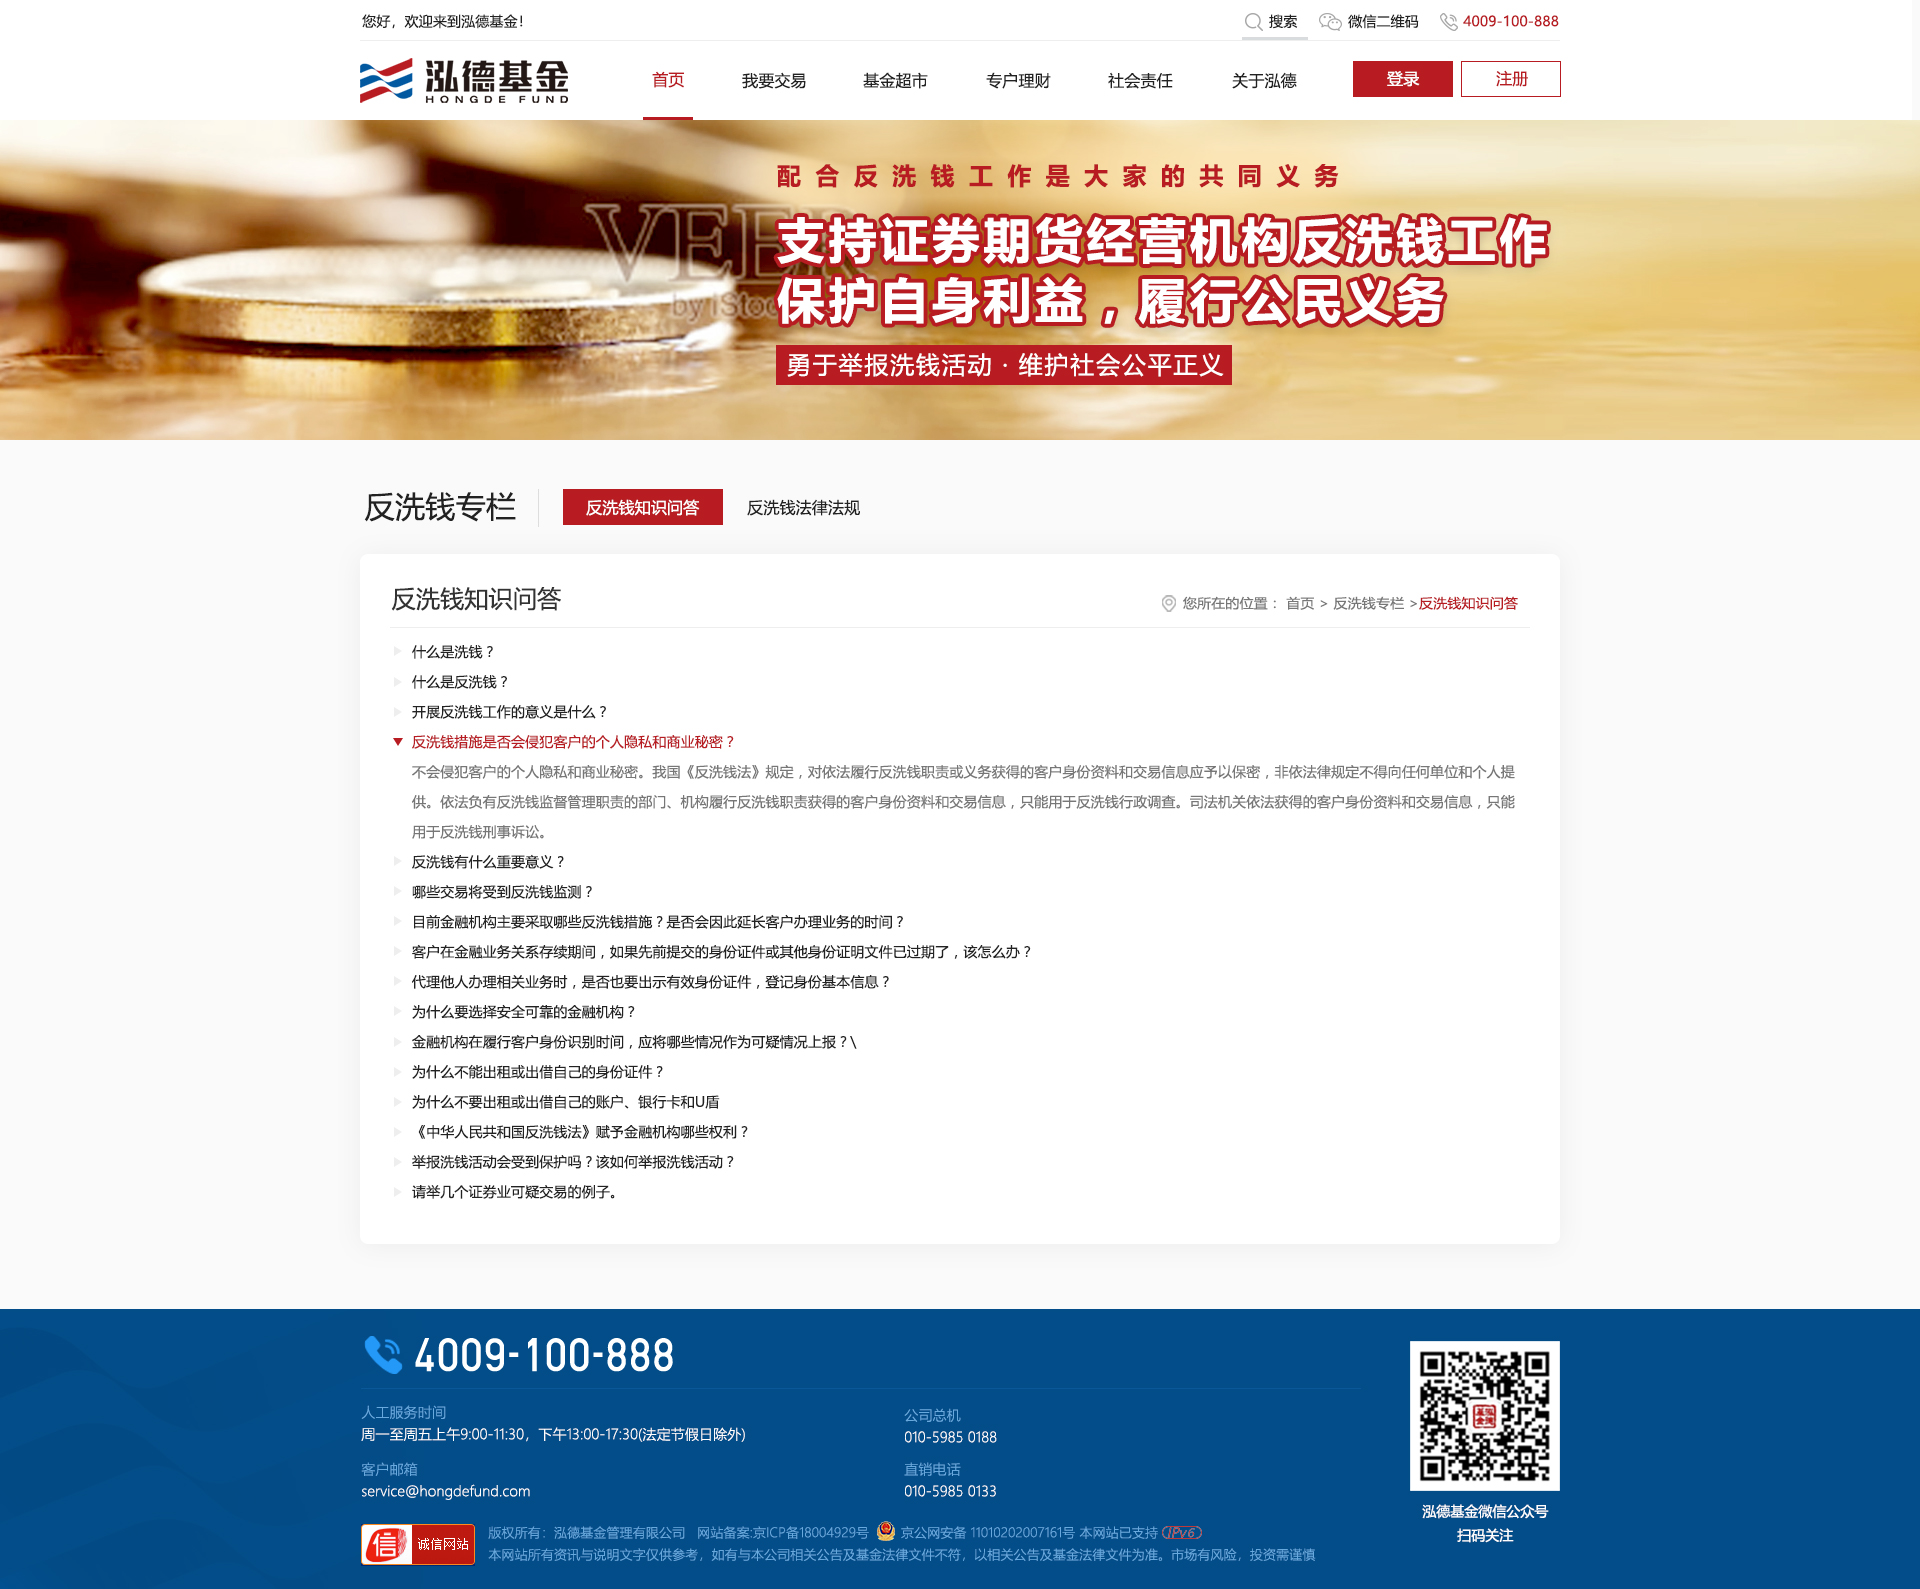 您好，欢迎来到泓德基金！
搜索
微信二维码
4009-100-888
泓德基金
HONGDE FUND
首页
我要交易
基金超市
专户理财
社会责任
关于泓德
登录
注册
配合反洗钱工作是大家的共同义务
VEER
by iStoc
支持证券期货经营机构反洗钱工作
保护自身利益，履行公民义务
勇于举报洗钱活动 · 维护社会公平正义
反洗钱专栏
反洗钱知识问答
反洗钱法律法规
反洗钱知识问答
您所在的位置： 首页 > 反洗钱专栏 >反洗钱知识问答
什么是洗钱？
什么是反洗钱？
开展反洗钱工作的意义是什么？
反洗钱措施是否会侵犯客户的个人隐私和商业秘密？
不会侵犯客户的个人隐私和商业秘密。我国《反洗钱法》规定，对依法履行反洗钱职责或义务获得的客户身份资料和交易信息应予以保密，非依法律规定不得向任何单位和个人提
供。依法负有反洗钱监督管理职责的部门、机构履行反洗钱职责获得的客户身份资料和交易信息，只能用于反洗钱行政调查。司法机关依法获得的客户身份资料和交易信息，只能
用于反洗钱刑事诉讼。
反洗钱有什么重要意义？
哪些交易将受到反洗钱监测？
目前金融机构主要采取哪些反洗钱措施？是否会因此延长客户办理业务的时间？
客户在金融业务关系存续期间，如果先前提交的身份证件或其他身份证明文件已过期了，该怎么办？
代理他人办理相关业务时，是否也要出示有效身份证件，登记身份基本信息？
为什么要选择安全可靠的金融机构？
金融机构在履行客户身份识别时间，应将哪些情况作为可疑情况上报？\
为什么不能出租或出借自己的身份证件？
为什么不要出租或出借自己的账户、银行卡和U盾
《中华人民共和国反洗钱法》赋予金融机构哪些权利？
举报洗钱活动会受到保护吗？该如何举报洗钱活动？
请举几个证券业可疑交易的例子。
4009-100-888
人工服务时间
周一至周五上午9:00-11:30，下午13:00-17:30(法定节假日除外)
公司总机
010-5985 0188
客户邮箱
service@hongdefund.com
直销电话
010-5985 0133
泓德基金微信公众号
扫码关注
信 诚信网站
版权所有：泓德基金管理有限公司 网站备案:京ICP备18004929号 京公网安备 11010202007161号 本网站已支持 IPv6
本网站所有资讯与说明文字仅供参考，如有与本公司相关公告及基金法律文件不符，以相关公告及基金法律文件为准。市场有风险，投资需谨慎